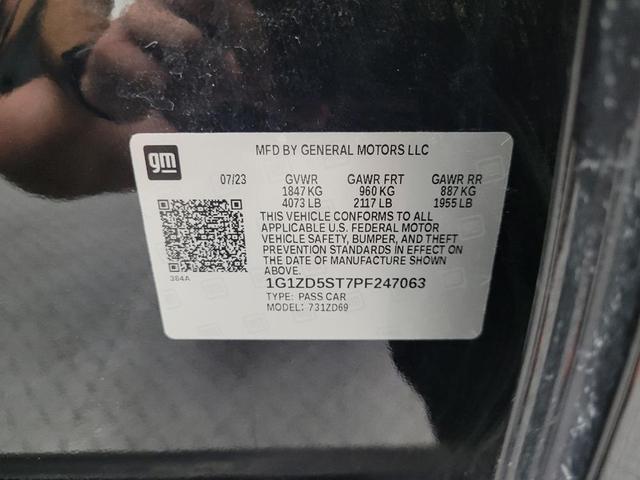 gm
MFD BY GENERAL MOTORS LLC
07/23 GVWR GAWR FRT GAWR RR
1847 KG 960 KG 887 KG
4073 LB 2117 LB 1955 LB
THIS VEHICLE CONFORMS TO ALL
APPLICABLE U.S. FEDERAL MOTOR
VEHICLE SAFETY, BUMPER, AND THEFT
PREVENTION STANDARDS IN EFFECT ON
THE DATE OF MANUFACTURE SHOWN
ABOVE.
384A
1G1ZD5ST7PF247063
TYPE: PASS CAR
MODEL: 731ZD69